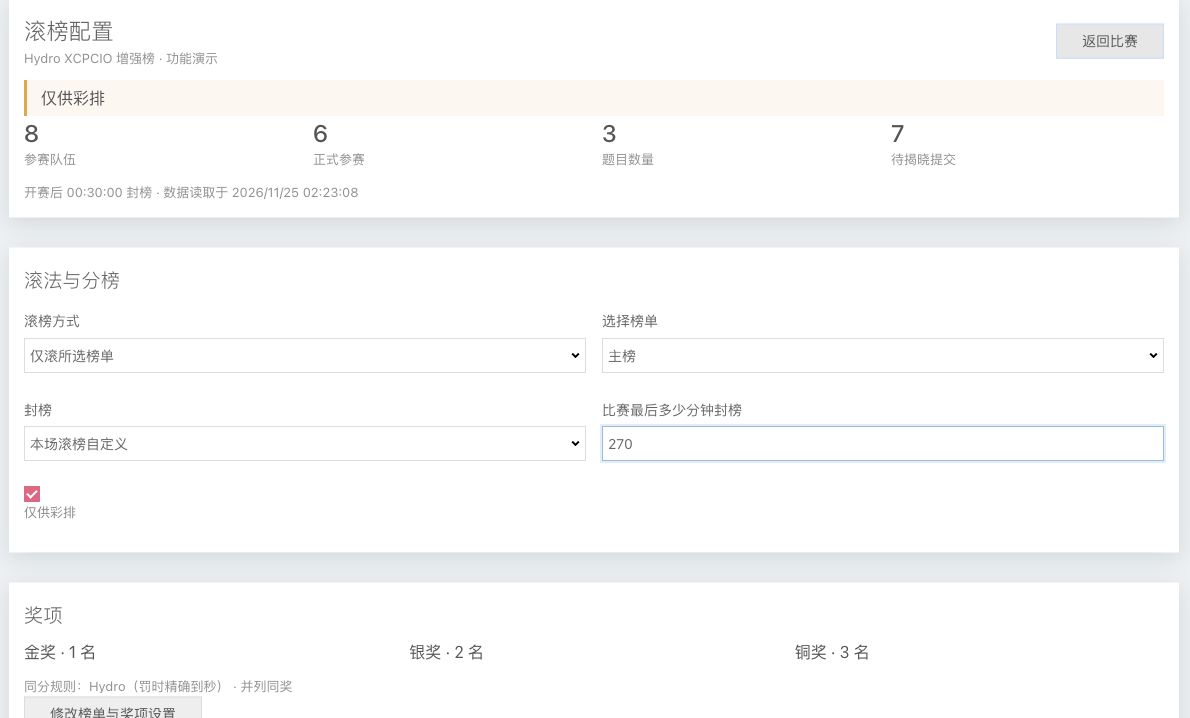 滚榜配置
返回比赛
Hydro XCPCIO 增强榜 · 功能演示
仅供彩排
8 6 3 7
参赛队伍 正式参赛 题目数量 待揭晓提交
开赛后 00:30:00 封榜 · 数据读取于 2026/11/25 02:23:08
滚法与分榜
滚榜方式 选择榜单
仅滚所选榜单 主榜
封榜 比赛最后多少分钟封榜
本场滚榜自定义 270
仅供彩排
奖项
金奖 · 1 名 银奖 · 2 名 铜奖 · 3 名
同分规则：Hydro（罚时精确到秒） · 并列同奖
修改榜单与奖项设置